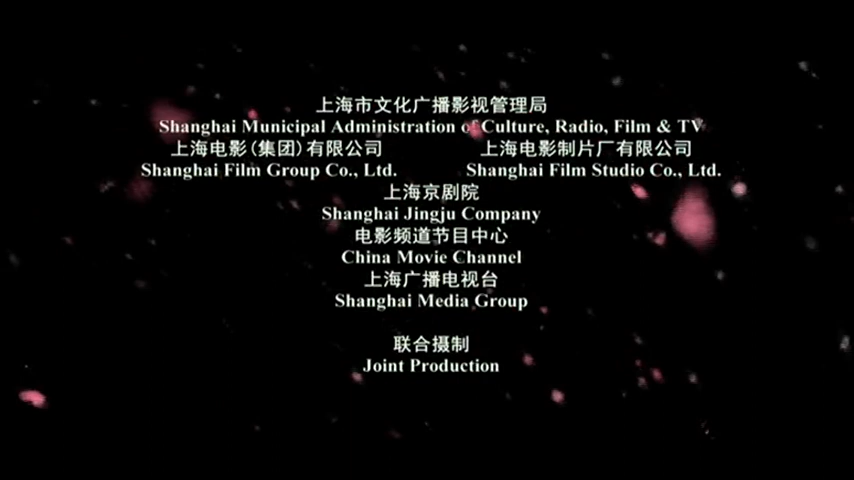 上海市文化广播影视管理局
Shanghai Municipal Administration of Culture, Radio, Film & TV
上海电影(集团)有限公司 上海电影制片厂有限公司
Shanghai Film Group Co., Ltd. Shanghai Film Studio Co., Ltd.
上海京剧院
Shanghai Jingju Company
电影频道节目中心
China Movie Channel
上海广播电视台
Shanghai Media Group
联合摄制
Joint Production